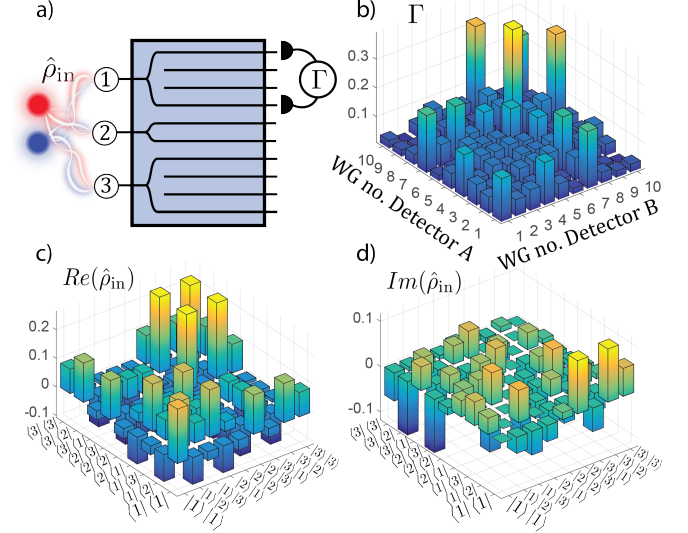 a)
ρ̂in
1
2
3
Γ
b)
Γ
0.3
0.2
0.1
10 9 8 7 6 5 4 3 2 1
WG no. Detector A
1 2 3 4 5 6 7 8 9 10
WG no. Detector B
c)
Re(ρ̂in)
0.2
0.1
0
-0.1
d)
Im(ρ̂in)
0.1
0
-0.1